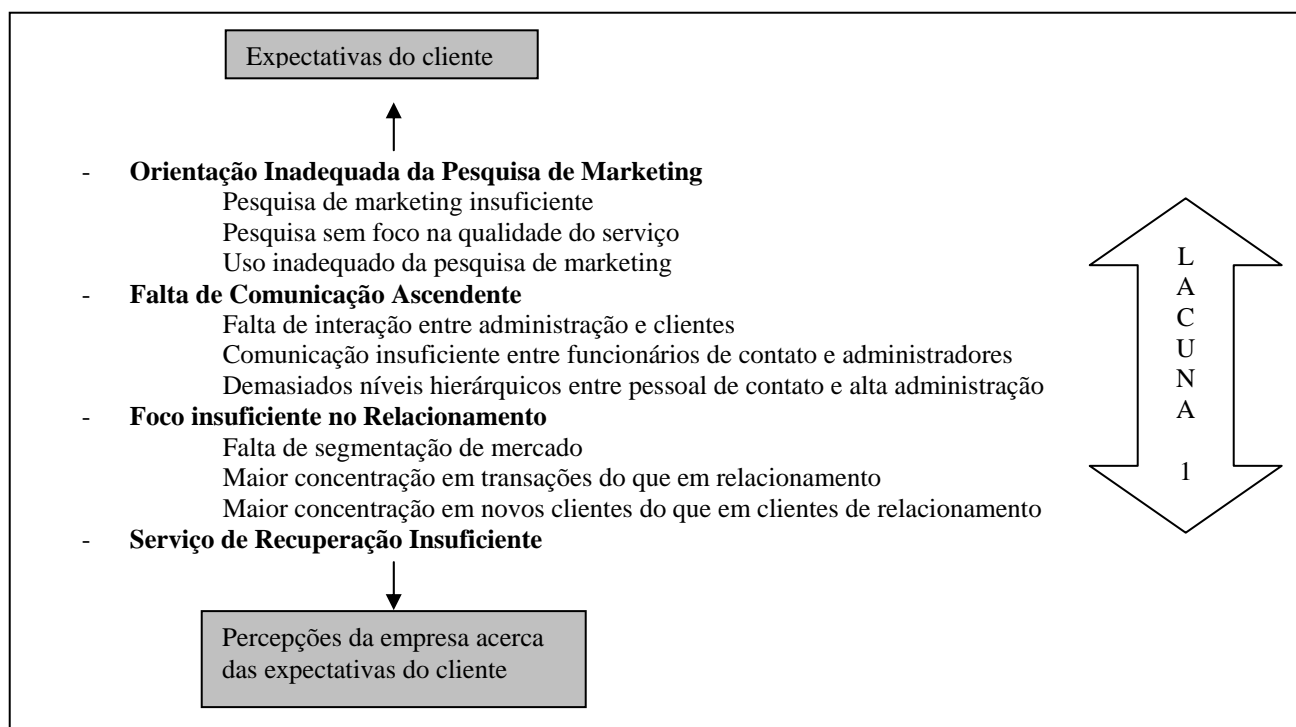 Expectativas do cliente
- Orientação Inadequada da Pesquisa de Marketing
Pesquisa de marketing insuficiente
Pesquisa sem foco na qualidade do serviço
Uso inadequado da pesquisa de marketing
- Falta de Comunicação Ascendente
Falta de interação entre administração e clientes
Comunicação insuficiente entre funcionários de contato e administradores
Demasiados níveis hierárquicos entre pessoal de contato e alta administração
- Foco insuficiente no Relacionamento
Falta de segmentação de mercado
Maior concentração em transações do que em relacionamento
Maior concentração em novos clientes do que em clientes de relacionamento
- Serviço de Recuperação Insuficiente
Percepções da empresa acerca
das expectativas do cliente
L
A
C
U
N
A
1